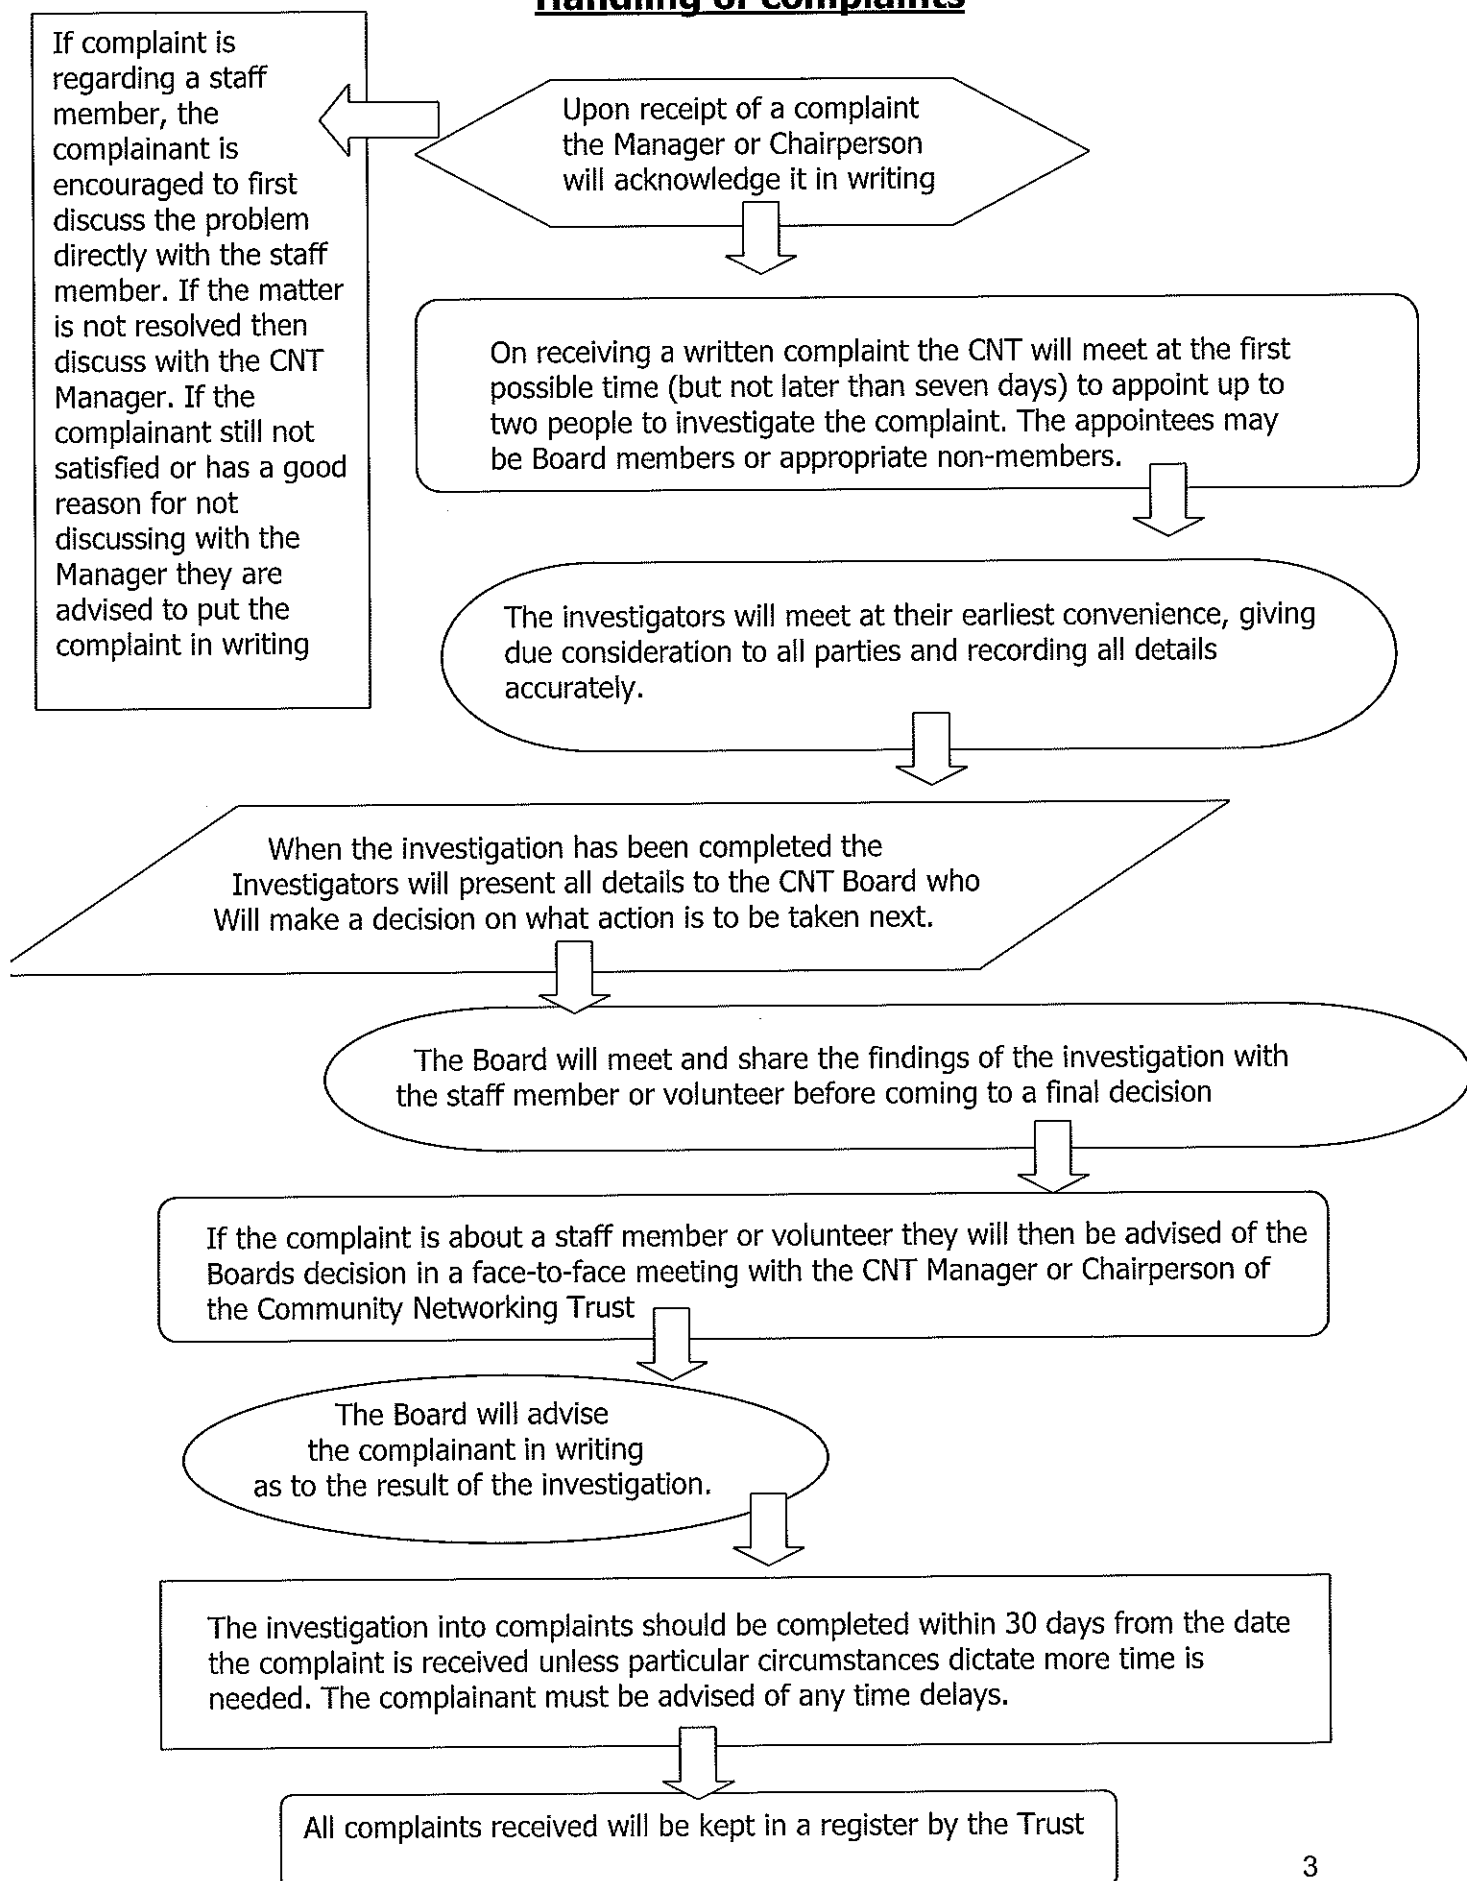 Handling of Complaints
If complaint is
regarding a staff
member, the
complainant is
encouraged to first
discuss the problem
directly with the staff
member. If the matter
is not resolved then
discuss with the CNT
Manager. If the
complainant still not
satisfied or has a good
reason for not
discussing with the
Manager they are
advised to put the
complaint in writing
Upon receipt of a complaint
the Manager or Chairperson
will acknowledge it in writing
On receiving a written complaint the CNT will meet at the first
possible time (but not later than seven days) to appoint up to
two people to investigate the complaint. The appointees may
be Board members or appropriate non-members.
The investigators will meet at their earliest convenience, giving
due consideration to all parties and recording all details
accurately.
When the investigation has been completed the
Investigators will present all details to the CNT Board who
Will make a decision on what action is to be taken next.
The Board will meet and share the findings of the investigation with
the staff member or volunteer before coming to a final decision
If the complaint is about a staff member or volunteer they will then be advised of the
Boards decision in a face-to-face meeting with the CNT Manager or Chairperson of
the Community Networking Trust
The Board will advise
the complainant in writing
as to the result of the investigation.
The investigation into complaints should be completed within 30 days from the date
the complaint is received unless particular circumstances dictate more time is
needed. The complainant must be advised of any time delays.
All complaints received will be kept in a register by the Trust
3